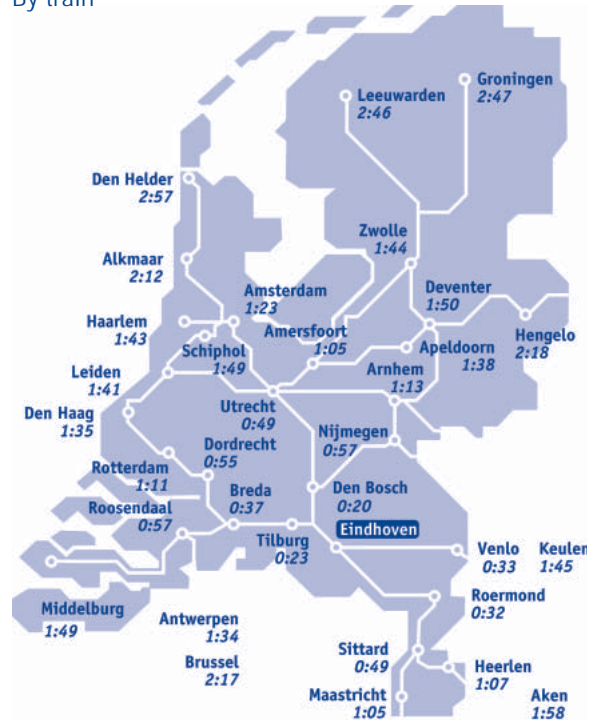 By train
Groningen
2:47
Leeuwarden
2:46
Den Helder
2:57
Zwolle
1:44
Alkmaar
2:12
Deventer
1:50
Amsterdam
1:23
Haarlem
1:43
Amersfoort
1:05
Hengelo
2:18
Schiphol
1:49
Apeldoorn
1:38
Leiden
1:41
Arnhem
1:13
Den Haag
1:35
Utrecht
0:49
Nijmegen
0:57
Dordrecht
0:55
Rotterdam
1:11
Den Bosch
0:20
Breda
0:37
Roosendaal
0:57
Eindhoven
Tilburg
0:23
Venlo
0:33
Keulen
1:45
Roermond
0:32
Middelburg
1:49
Antwerpen
1:34
Sittard
0:49
Brussel
2:17
Heerlen
1:07
Maastricht
1:05
Aken
1:58